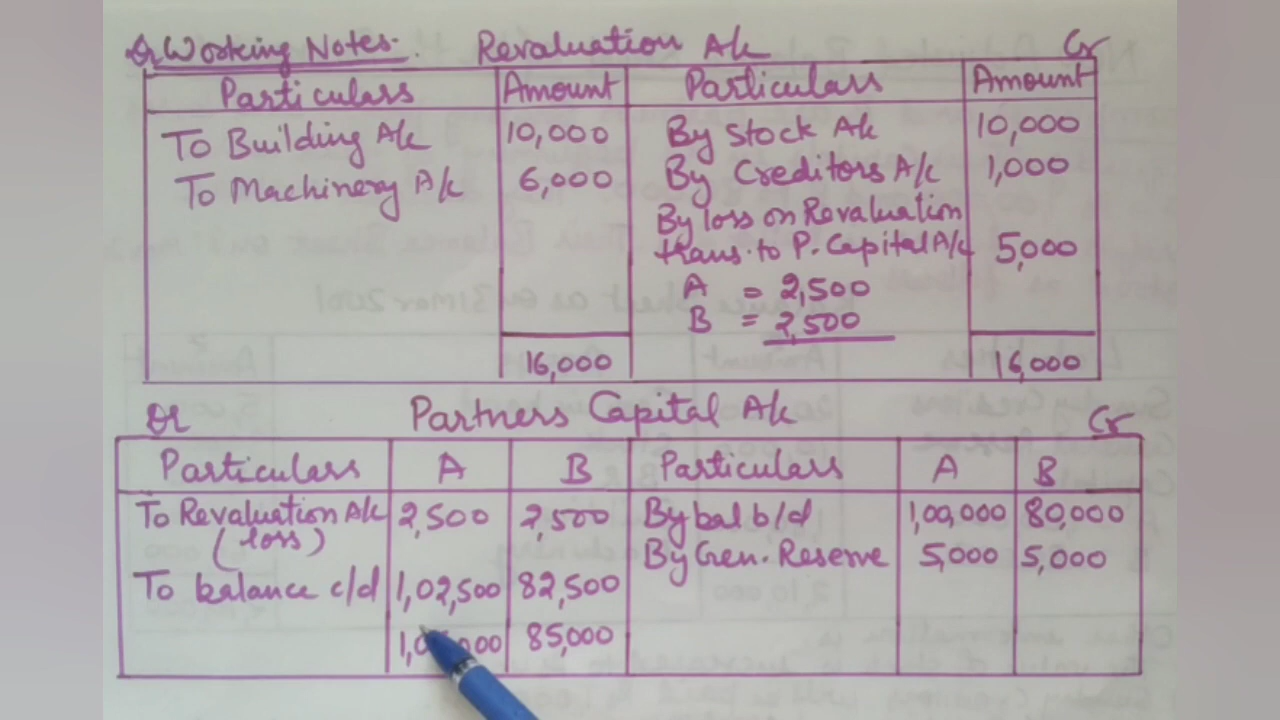 Dr Working Notes:- Revaluation A/c Cr
Particulars Amount Particulars Amount
To Building A/c 10,000 By Stock A/c 10,000
To Machinery A/c 6,000 By Creditors A/c 1,000
By loss on Revaluation
trans. to P. Capital A/c 5,000
A = 2,500
B = 2,500
16,000 16,000
Dr Partners Capital A/c Cr
Particulars A B Particulars A B
To Revaluation A/c 2,500 2,500 By bal b/d 1,00,000 80,000
(loss) By Gen. Reserve 5,000 5,000
To balance c/d 1,02,500 82,500
85,000